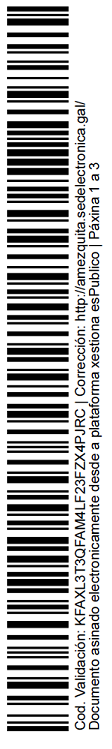 Cod. Validación: KFAXL3T3QFAM4LF23FZX4PJRC | Corrección: http://amezquita.sedelectronica.gal/
Documento asinado electronicamente desde a plataforma xestiona esPublico | Páxina 1 a 3